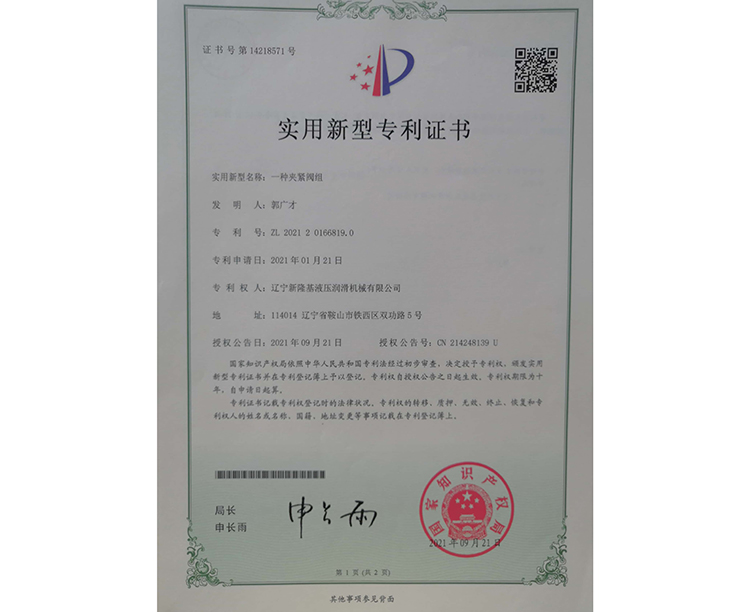 证书号第14218571号
实用新型专利证书
实用新型名称：一种夹紧阀组
发明人：郭广才
专利号：ZL 2021 2 0166819.0
专利申请日：2021年01月21日
专利权人：辽宁新隆基液压润滑机械有限公司
地址：114014 辽宁省鞍山市铁西区双功路5号
授权公告日：2021年09月21日 授权公告号：CN 214248139 U
国家知识产权局依照中华人民共和国专利法经过初步审查，决定授予专利权，颁发实用
新型专利证书并在专利登记簿上予以登记。专利权自授权公告之日起生效。专利权期限为十
年，自申请日起算。
专利证书记载专利权登记时的法律状况。专利权的转移、质押、无效、终止、恢复和专
利权人的姓名或名称、国籍、地址变更等事项记载在专利登记簿上。
局长
申长雨
申长雨
国家知识产权局
2021年09月21日
第1页(共2页)
其他事项参见背面